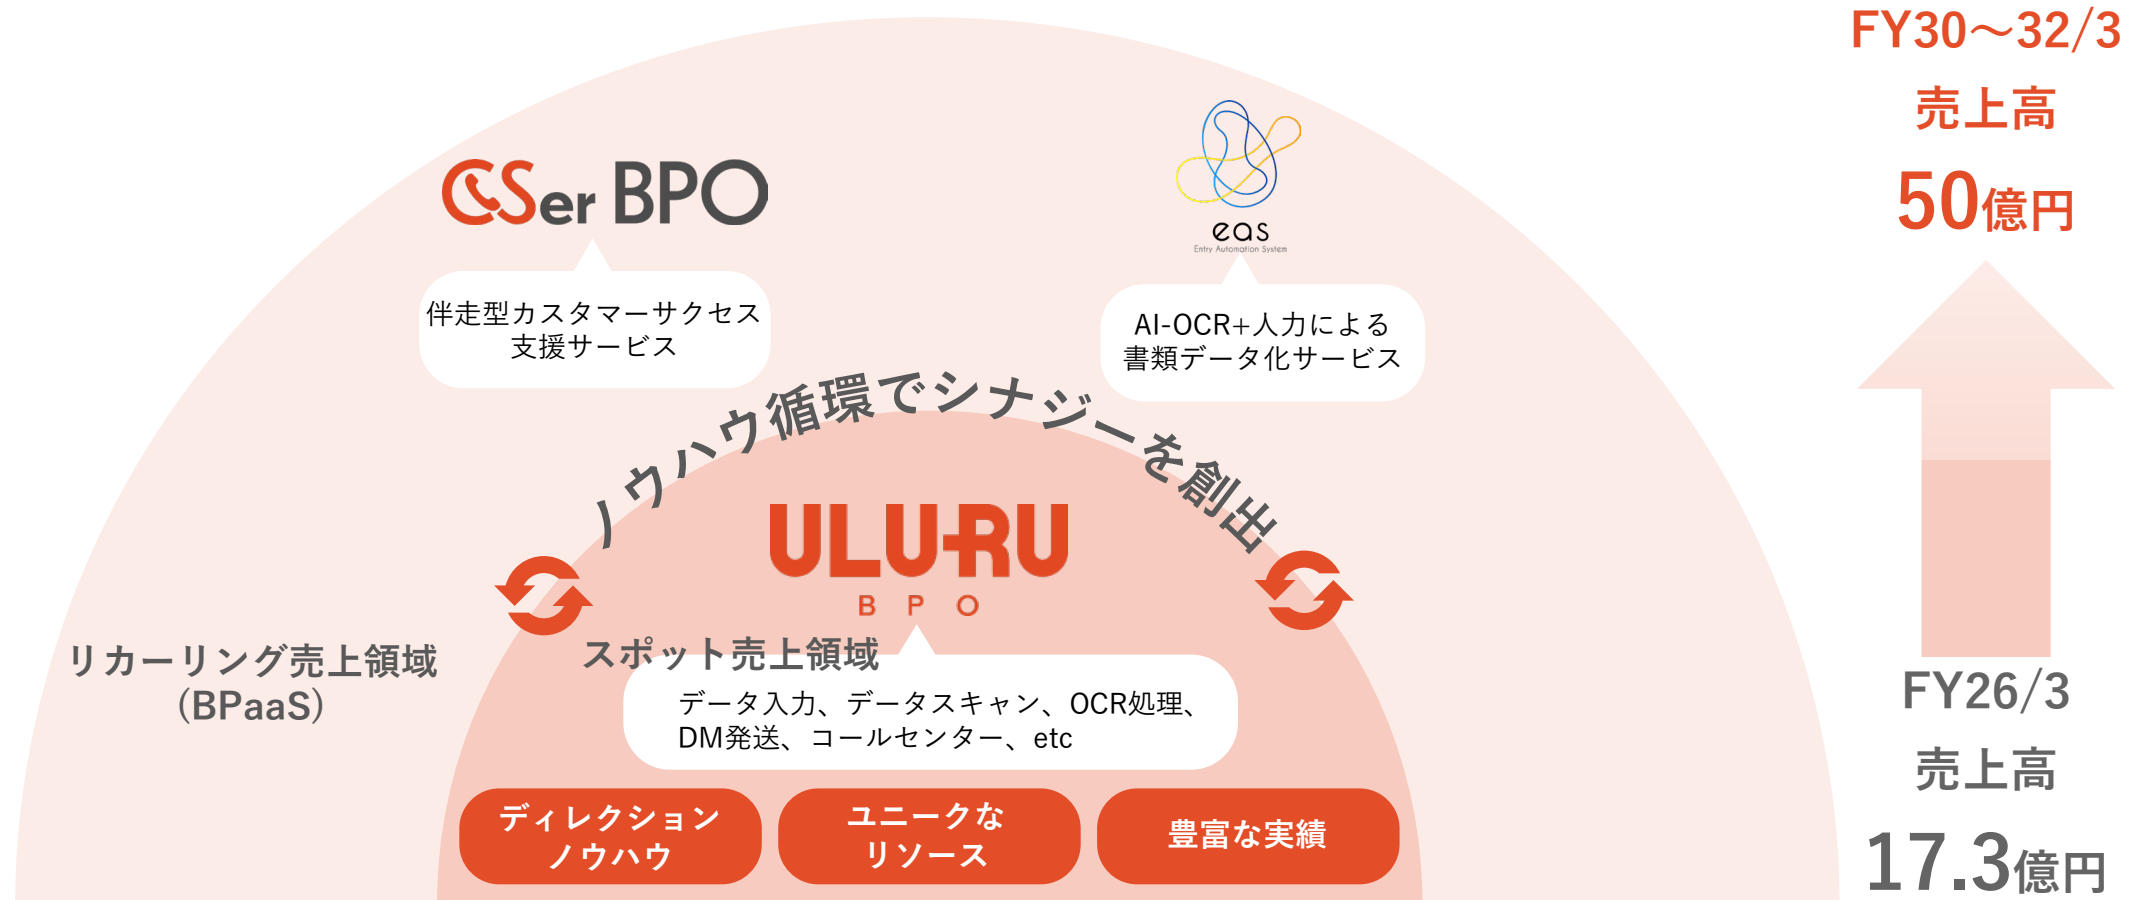 CSer BPO
伴走型カスタマーサクセス
支援サービス
eas
Entry Automation System
AI-OCR+人力による
書類データ化サービス
ノウハウ循環でシナジーを創出
ULURU
BPO
スポット売上領域
データ入力、データスキャン、OCR処理、
DM発送、コールセンター、etc
リカーリング売上領域
(BPaaS)
ディレクション
ノウハウ
ユニークな
リソース
豊富な実績
FY30～32/3
売上高
50億円
FY26/3
売上高
17.3億円